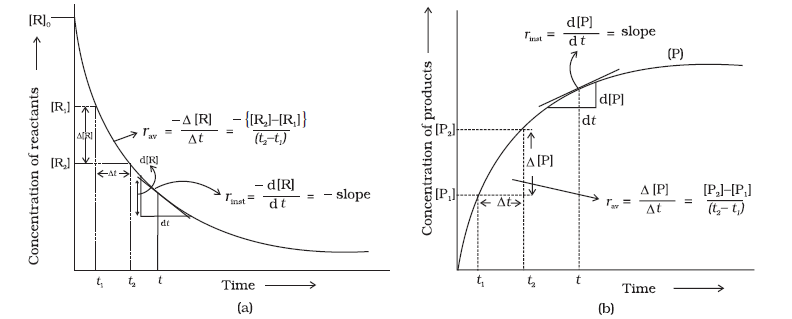 [R]₀
Concentration of reactants
[R₁]
Δ[R]
[R₂]
Δt
r_av = −Δ[R]/Δt = −{[R₂]–[R₁]}/(t₂–t₁)
d[R]
r_inst = −d[R]/dt = − slope
dt
t₁ t₂ t
Time
(a)
Concentration of products
r_inst = d[P]/dt = slope
(P)
d[P]
dt
[P₂]
Δ[P]
[P₁]
Δt
r_av = Δ[P]/Δt = [P₂]–[P₁]/(t₂– t₁)
t₁ t₂ t
Time
(b)